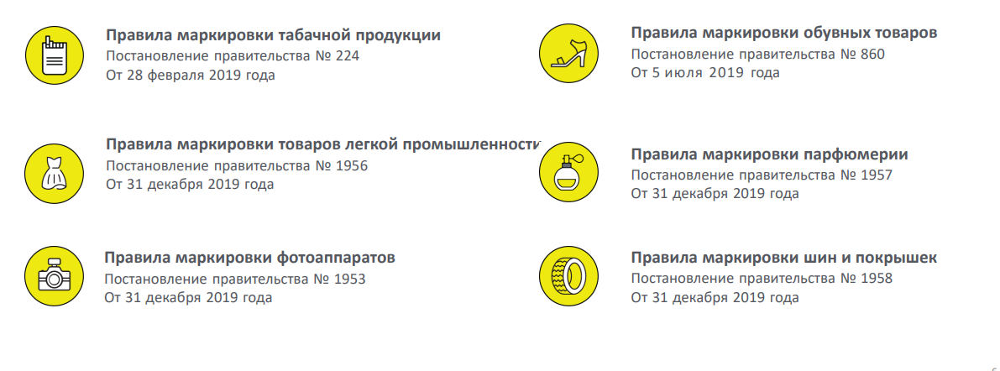 Правила маркировки табачной продукции
Постановление правительства № 224
От 28 февраля 2019 года
Правила маркировки обувных товаров
Постановление правительства № 860
От 5 июля 2019 года
Правила маркировки товаров легкой промышленности
Постановление правительства № 1956
От 31 декабря 2019 года
Правила маркировки парфюмерии
Постановление правительства № 1957
От 31 декабря 2019 года
Правила маркировки фотоаппаратов
Постановление правительства № 1953
От 31 декабря 2019 года
Правила маркировки шин и покрышек
Постановление правительства № 1958
От 31 декабря 2019 года